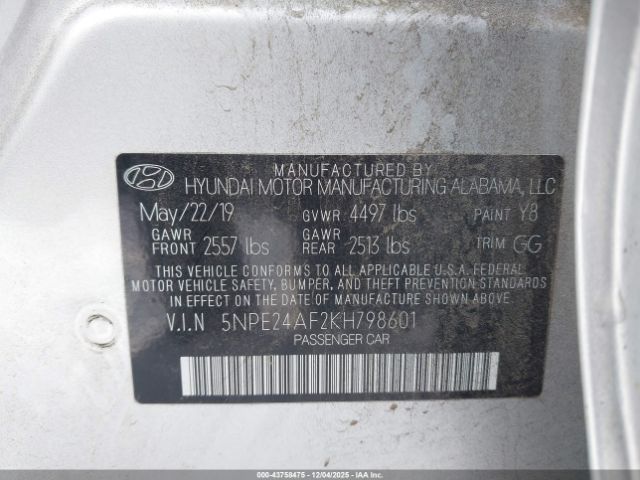 MANUFACTURED BY
HYUNDAI MOTOR MANUFACTURING ALABAMA, LLC
May/22/19 GVWR 4497 lbs PAINT Y8
GAWR FRONT 2557 lbs GAWR REAR 2513 lbs TRIM GG
THIS VEHICLE CONFORMS TO ALL APPLICABLE U.S.A. FEDERAL
MOTOR VEHICLE SAFETY, BUMPER, AND THEFT PREVENTION STANDARDS
IN EFFECT ON THE DATE OF MANUFACTURE SHOWN ABOVE.
V.I.N 5NPE24AF2KH798601
PASSENGER CAR
000-43758475 - 12/04/2025 - IAAI.COM